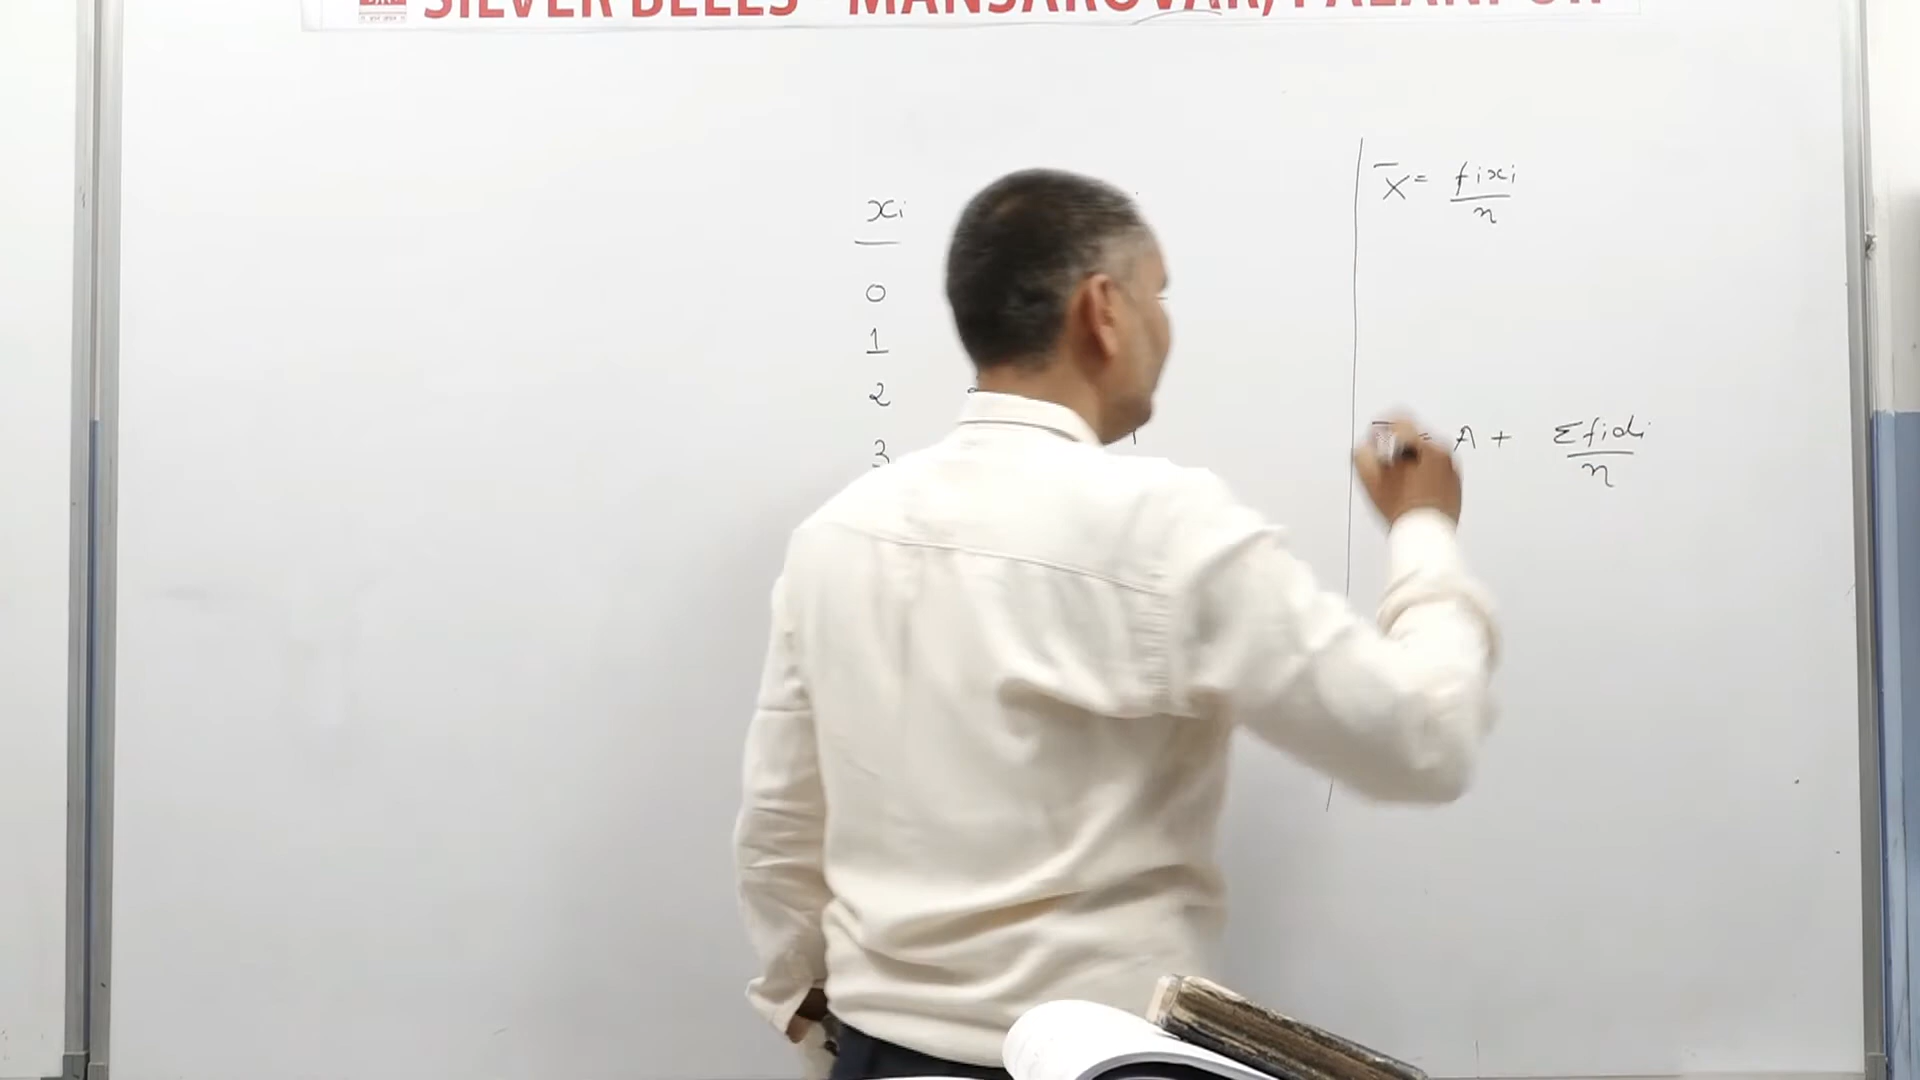 SILVER BELLS - MANSAROVAR, PALANPUR
xi
0
1
2
3
X̄ = fixi / n
= A + Σfidi / n